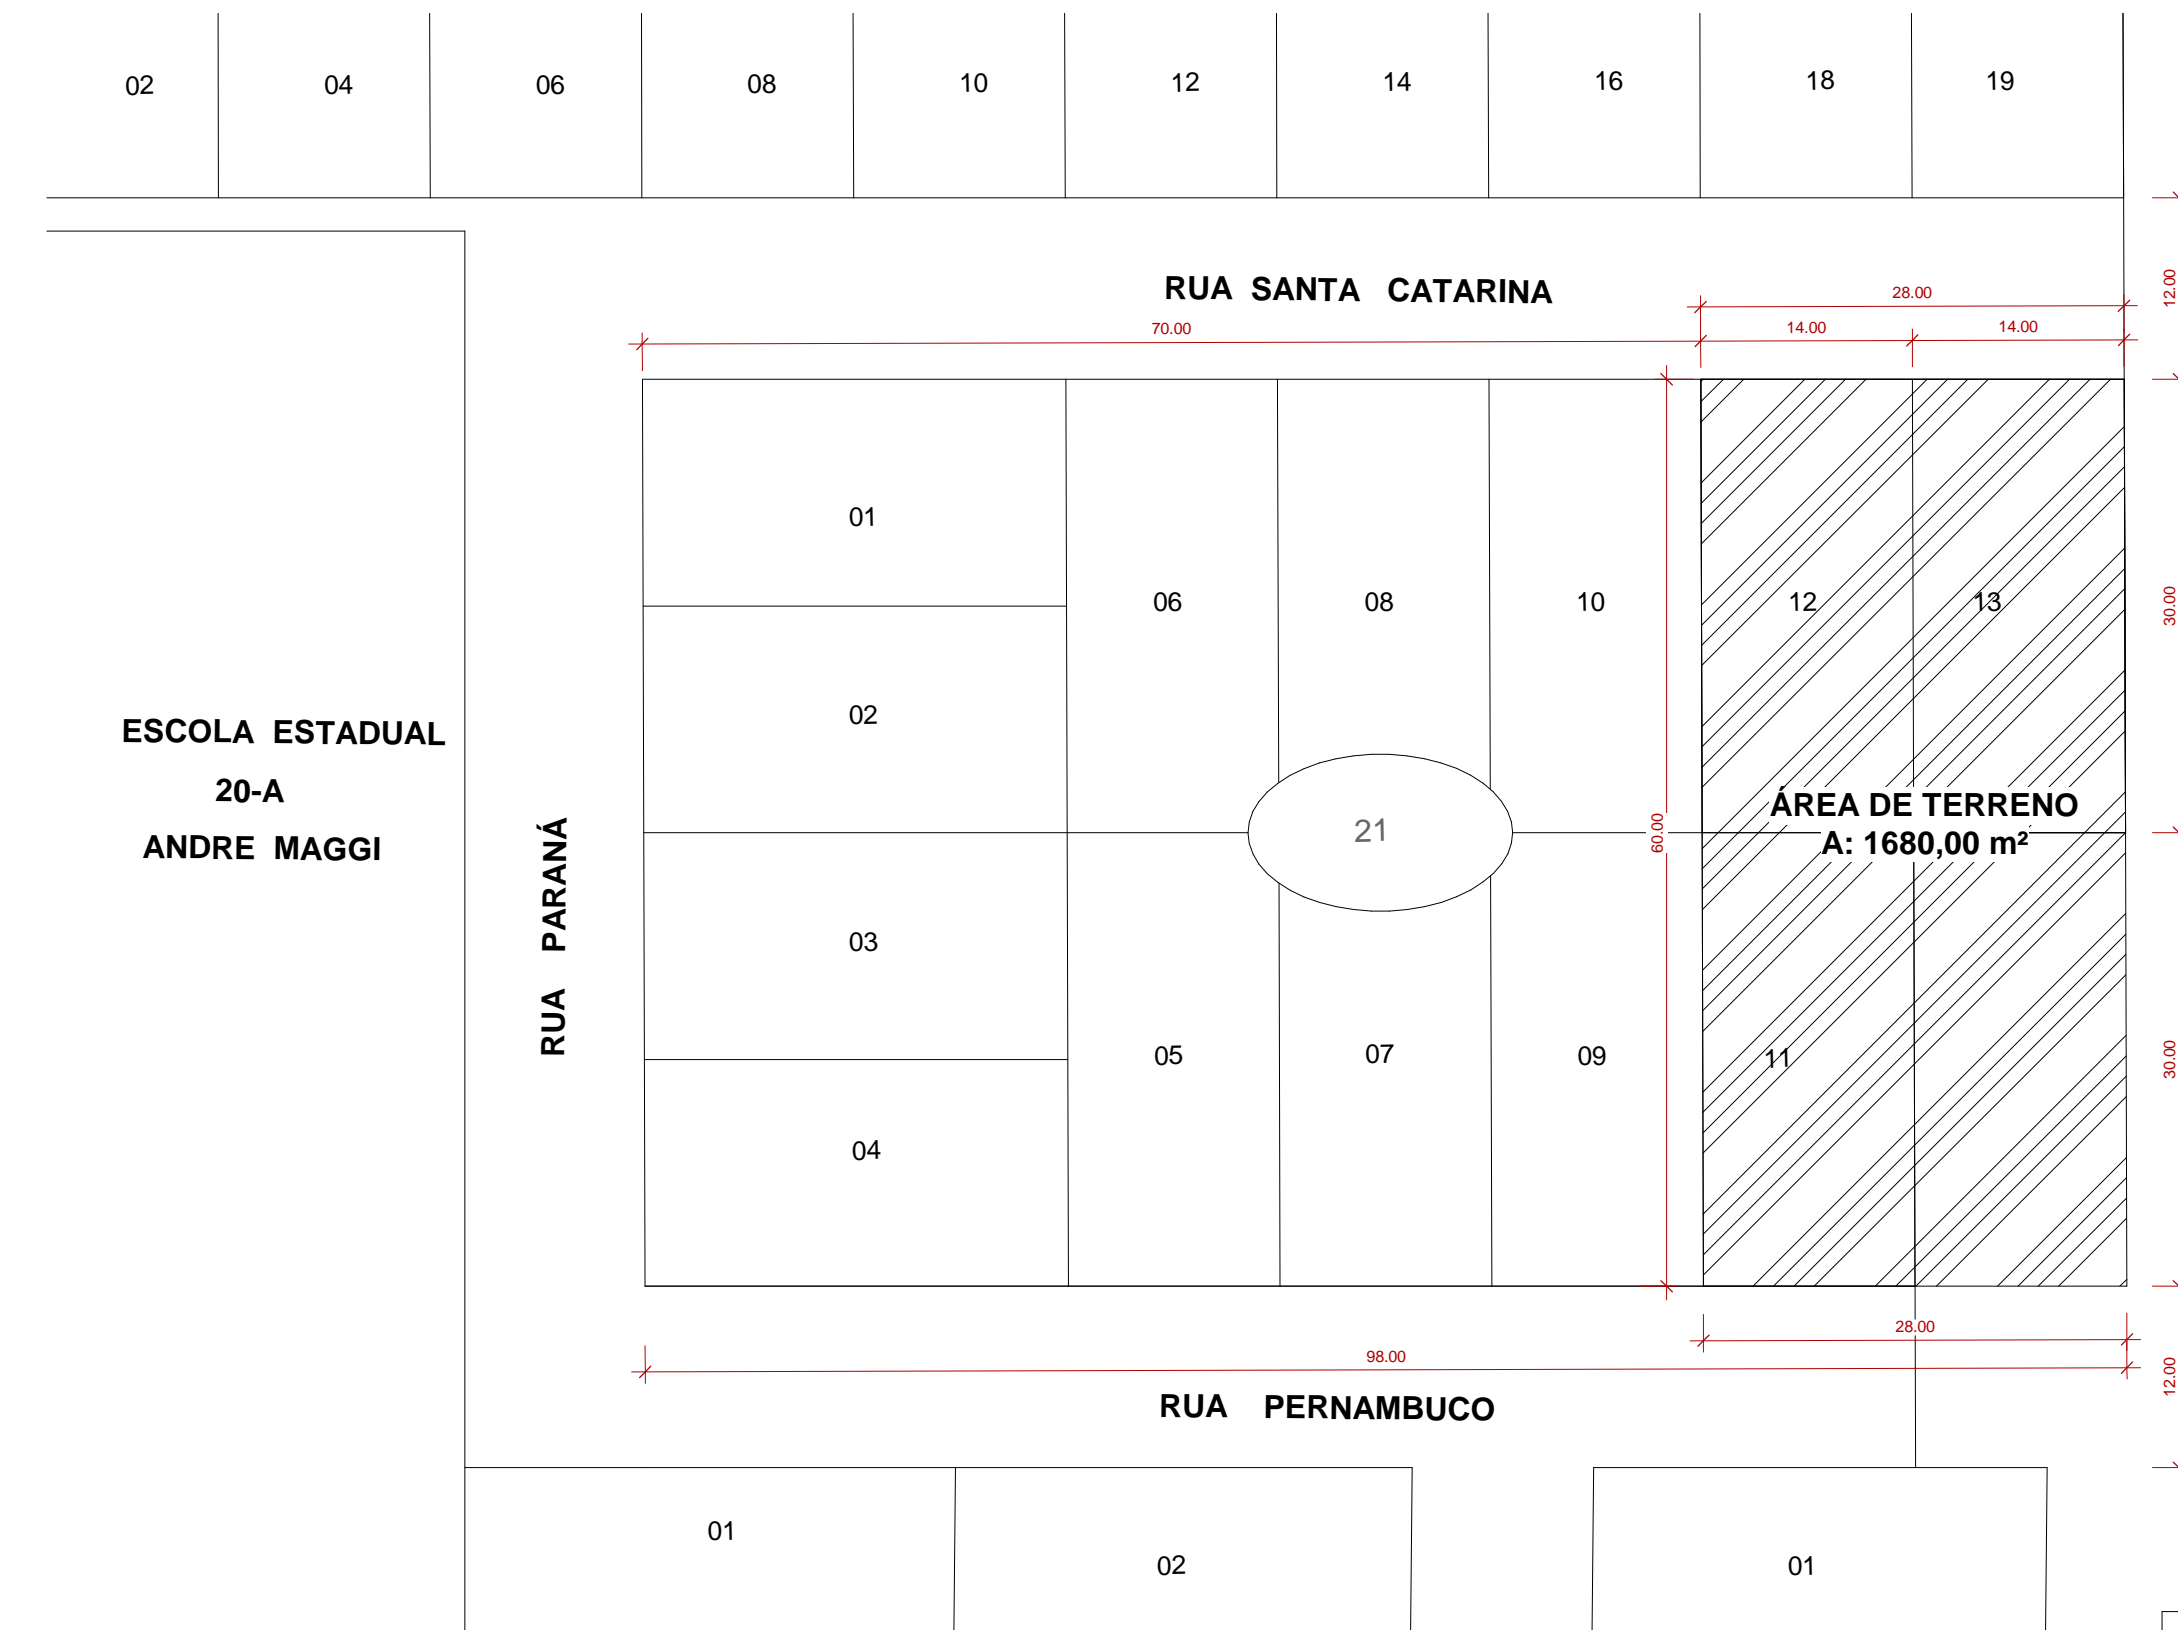 02 04 06 08 10 12 14 16 18 19
RUA SANTA CATARINA
28.00
12.00
70.00 14.00 14.00
01
06 08 10 12 13
30.00
02
ESCOLA ESTADUAL
20-A
ANDRE MAGGI
RUA PARANÁ
21
60.00
ÁREA DE TERRENO
A: 1680,00 m²
03
05 07 09 11
30.00
04
28.00
98.00
12.00
RUA PERNAMBUCO
01
02
01